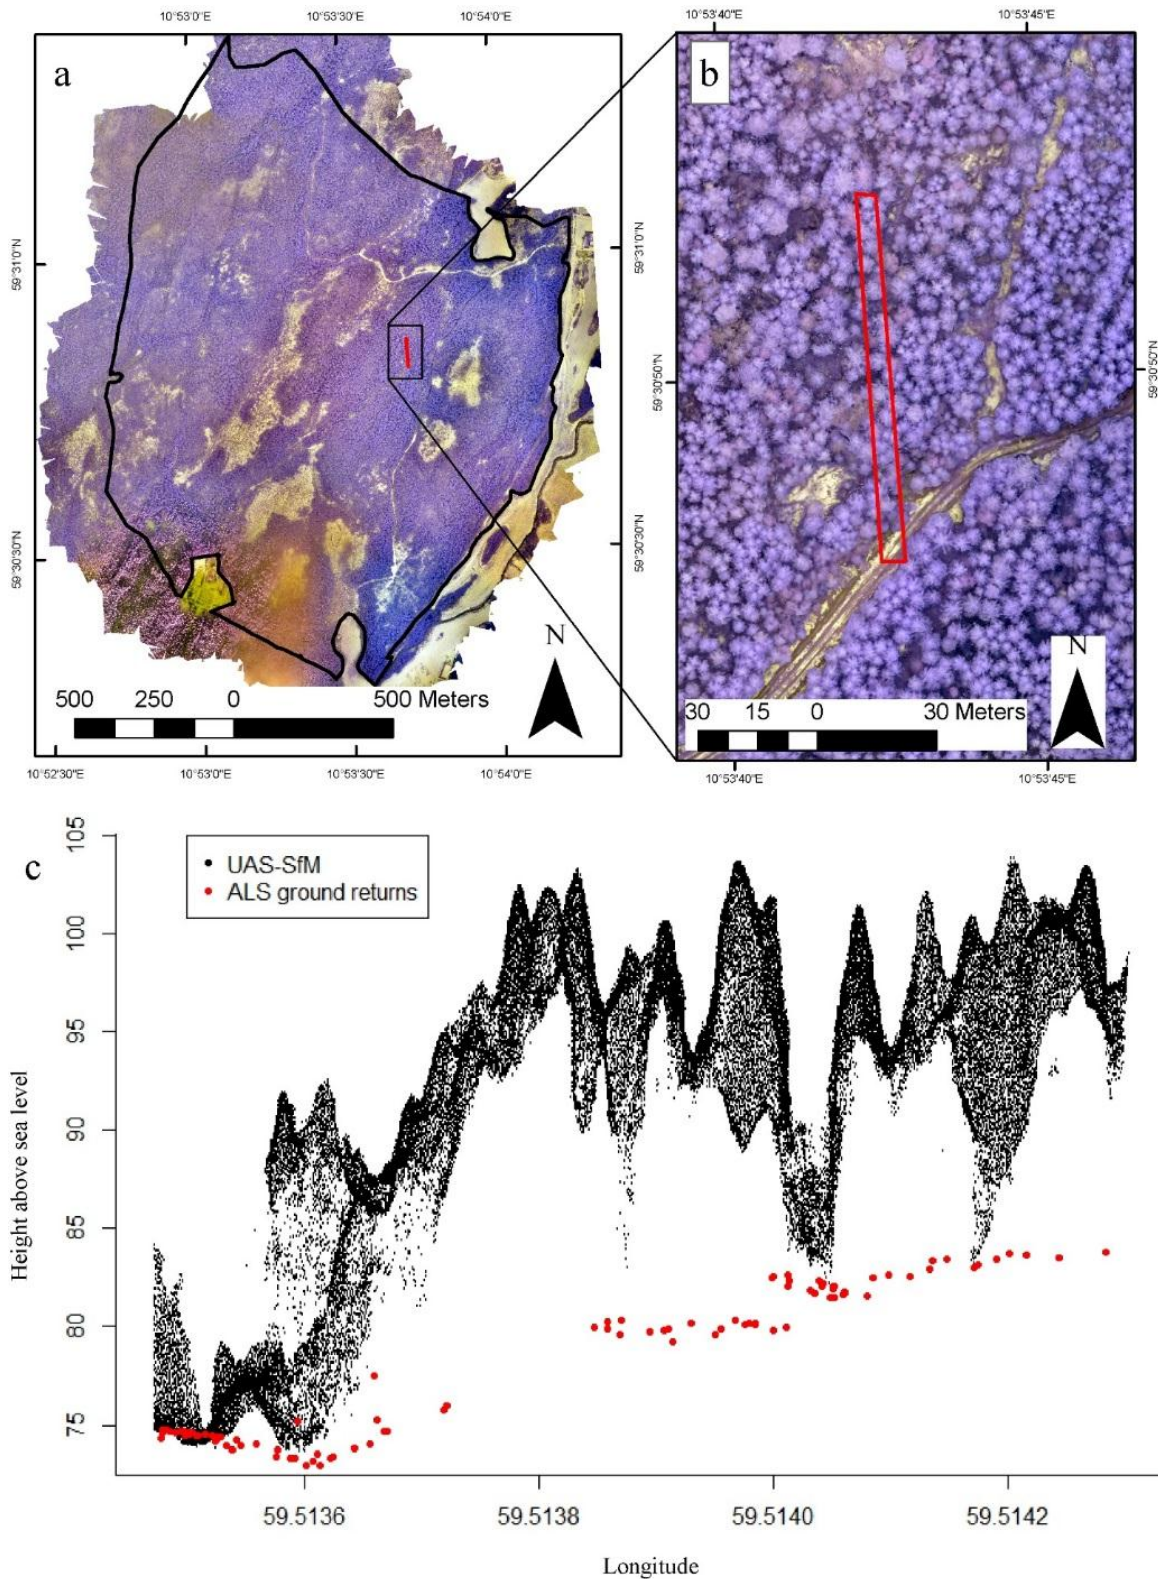 10°53'0"E 10°53'30"E 10°54'0"E
10°53'40"E 10°53'45"E
a
b
59°31'0"N
59°31'0"N
59°30'50"N
59°30'50"N
59°30'30"N
59°30'30"N
N
500 250 0 500 Meters
N
30 15 0 30 Meters
10°52'30"E 10°53'0"E 10°53'30"E 10°54'0"E
10°53'40"E 10°53'45"E
c
UAS-SfM
ALS ground returns
105
100
95
90
85
80
75
Height above sea level
59.5136 59.5138 59.5140 59.5142
Longitude